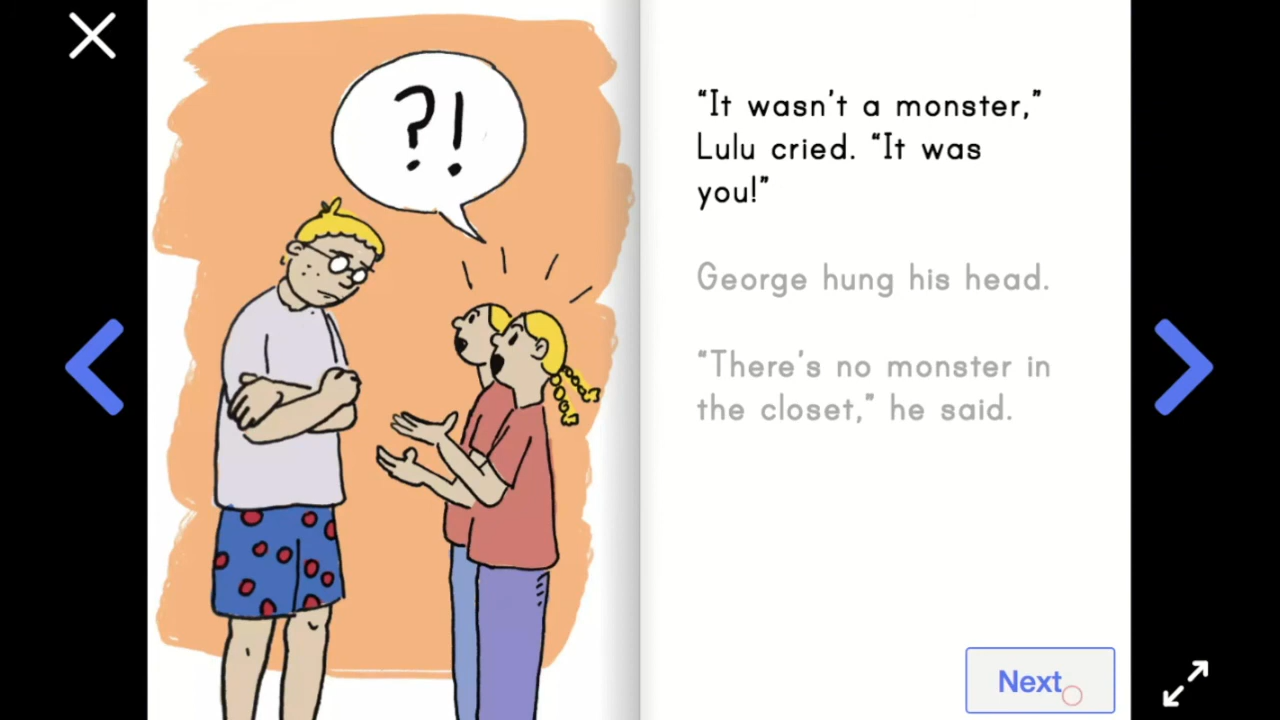 ?!
“It wasn’t a monster,”
Lulu cried. “It was
you!”
George hung his head.
“There’s no monster in
the closet,” he said.
Next